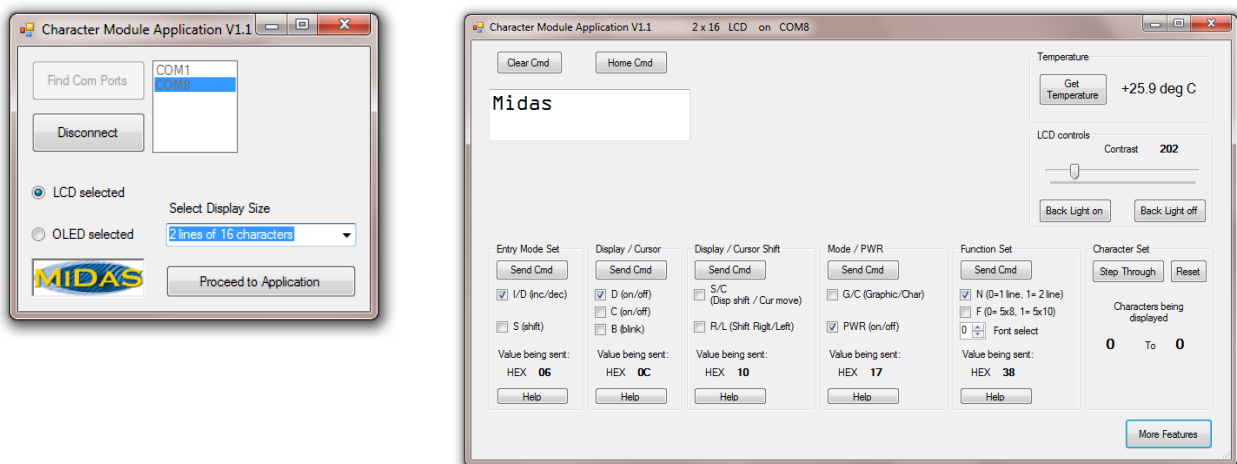 Character Module Application V1.1
Find Com Ports
COM1
COM8
Disconnect
LCD selected
Select Display Size
OLED selected
2 lines of 16 characters
MIDAS
Proceed to Application
Character Module Application V1.1 2 x 16 LCD on COM8
Clear Cmd Home Cmd
Midas
Temperature
Get Temperature +25.9 deg C
LCD controls
Contrast 202
Back Light on Back Light off
Entry Mode Set
Send Cmd
I/D (inc/dec)
S (shift)
Value being sent:
HEX 06
Help
Display / Cursor
Send Cmd
D (on/off)
C (on/off)
B (blink)
Value being sent:
HEX 0C
Help
Display / Cursor Shift
Send Cmd
S/C
(Disp shift / Cur move)
R/L (Shift Riglt/Left)
Value being sent:
HEX 10
Help
Mode / PWR
Send Cmd
G/C (Graphic/Char)
PWR (on/off)
Value being sent:
HEX 17
Help
Function Set
Send Cmd
N (0=1 line, 1= 2 line)
F (0= 5x8, 1= 5x10)
0 Font select
Value being sent:
HEX 38
Help
Character Set
Step Through Reset
Characters being
displayed
0 To 0
More Features